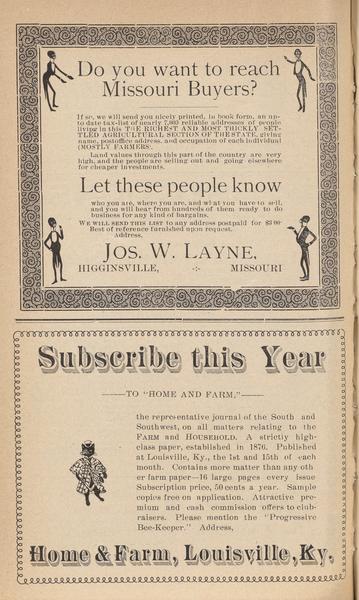 Do you want to reach
Missouri Buyers?
If so, we will send you nicely printed, in book form, an up-
to date tax-list of nearly 7,000 reliable addresses of people
living in this THE RICHEST AND MOST THICKLY SET-
TLED AGRICULTURAL SECTION OF THE STATE, giving
name, postoffice address, and occupation of each individual
(MOSTLY FARMERS).
Land values through this part of the country are very
high, and the people are selling out and going elsewhere
for cheaper investments.
Let these people know
who you are, where you are, and what you have to sell,
and you will hear from hundreds of them ready to do
business for any kind of bargains.
WE WILL SEND THIS LIST to any address postpaid for $3 00
Best of reference furnished upon request.
Address,
JOS. W. LAYNE,
HIGGINSVILLE, MISSOURI
Subscribe this Year
TO "HOME AND FARM,"
the representative journal of the South and
Southwest, on all matters relating to the
FARM and HOUSEHOLD. A strictly high-
class paper, established in 1876. Published
at Louisville, Ky., the 1st and 15th of each
month. Contains more matter than any oth
er farm paper—16 large pages every issue
Subscription price, 50 cents a year. Sample
copies free on application. Attractive pre-
mium and cash commission offers to club-
raisers. Please mention the "Progressive
Bee-Keeper." Address,
Home & Farm, Louisville, Ky.